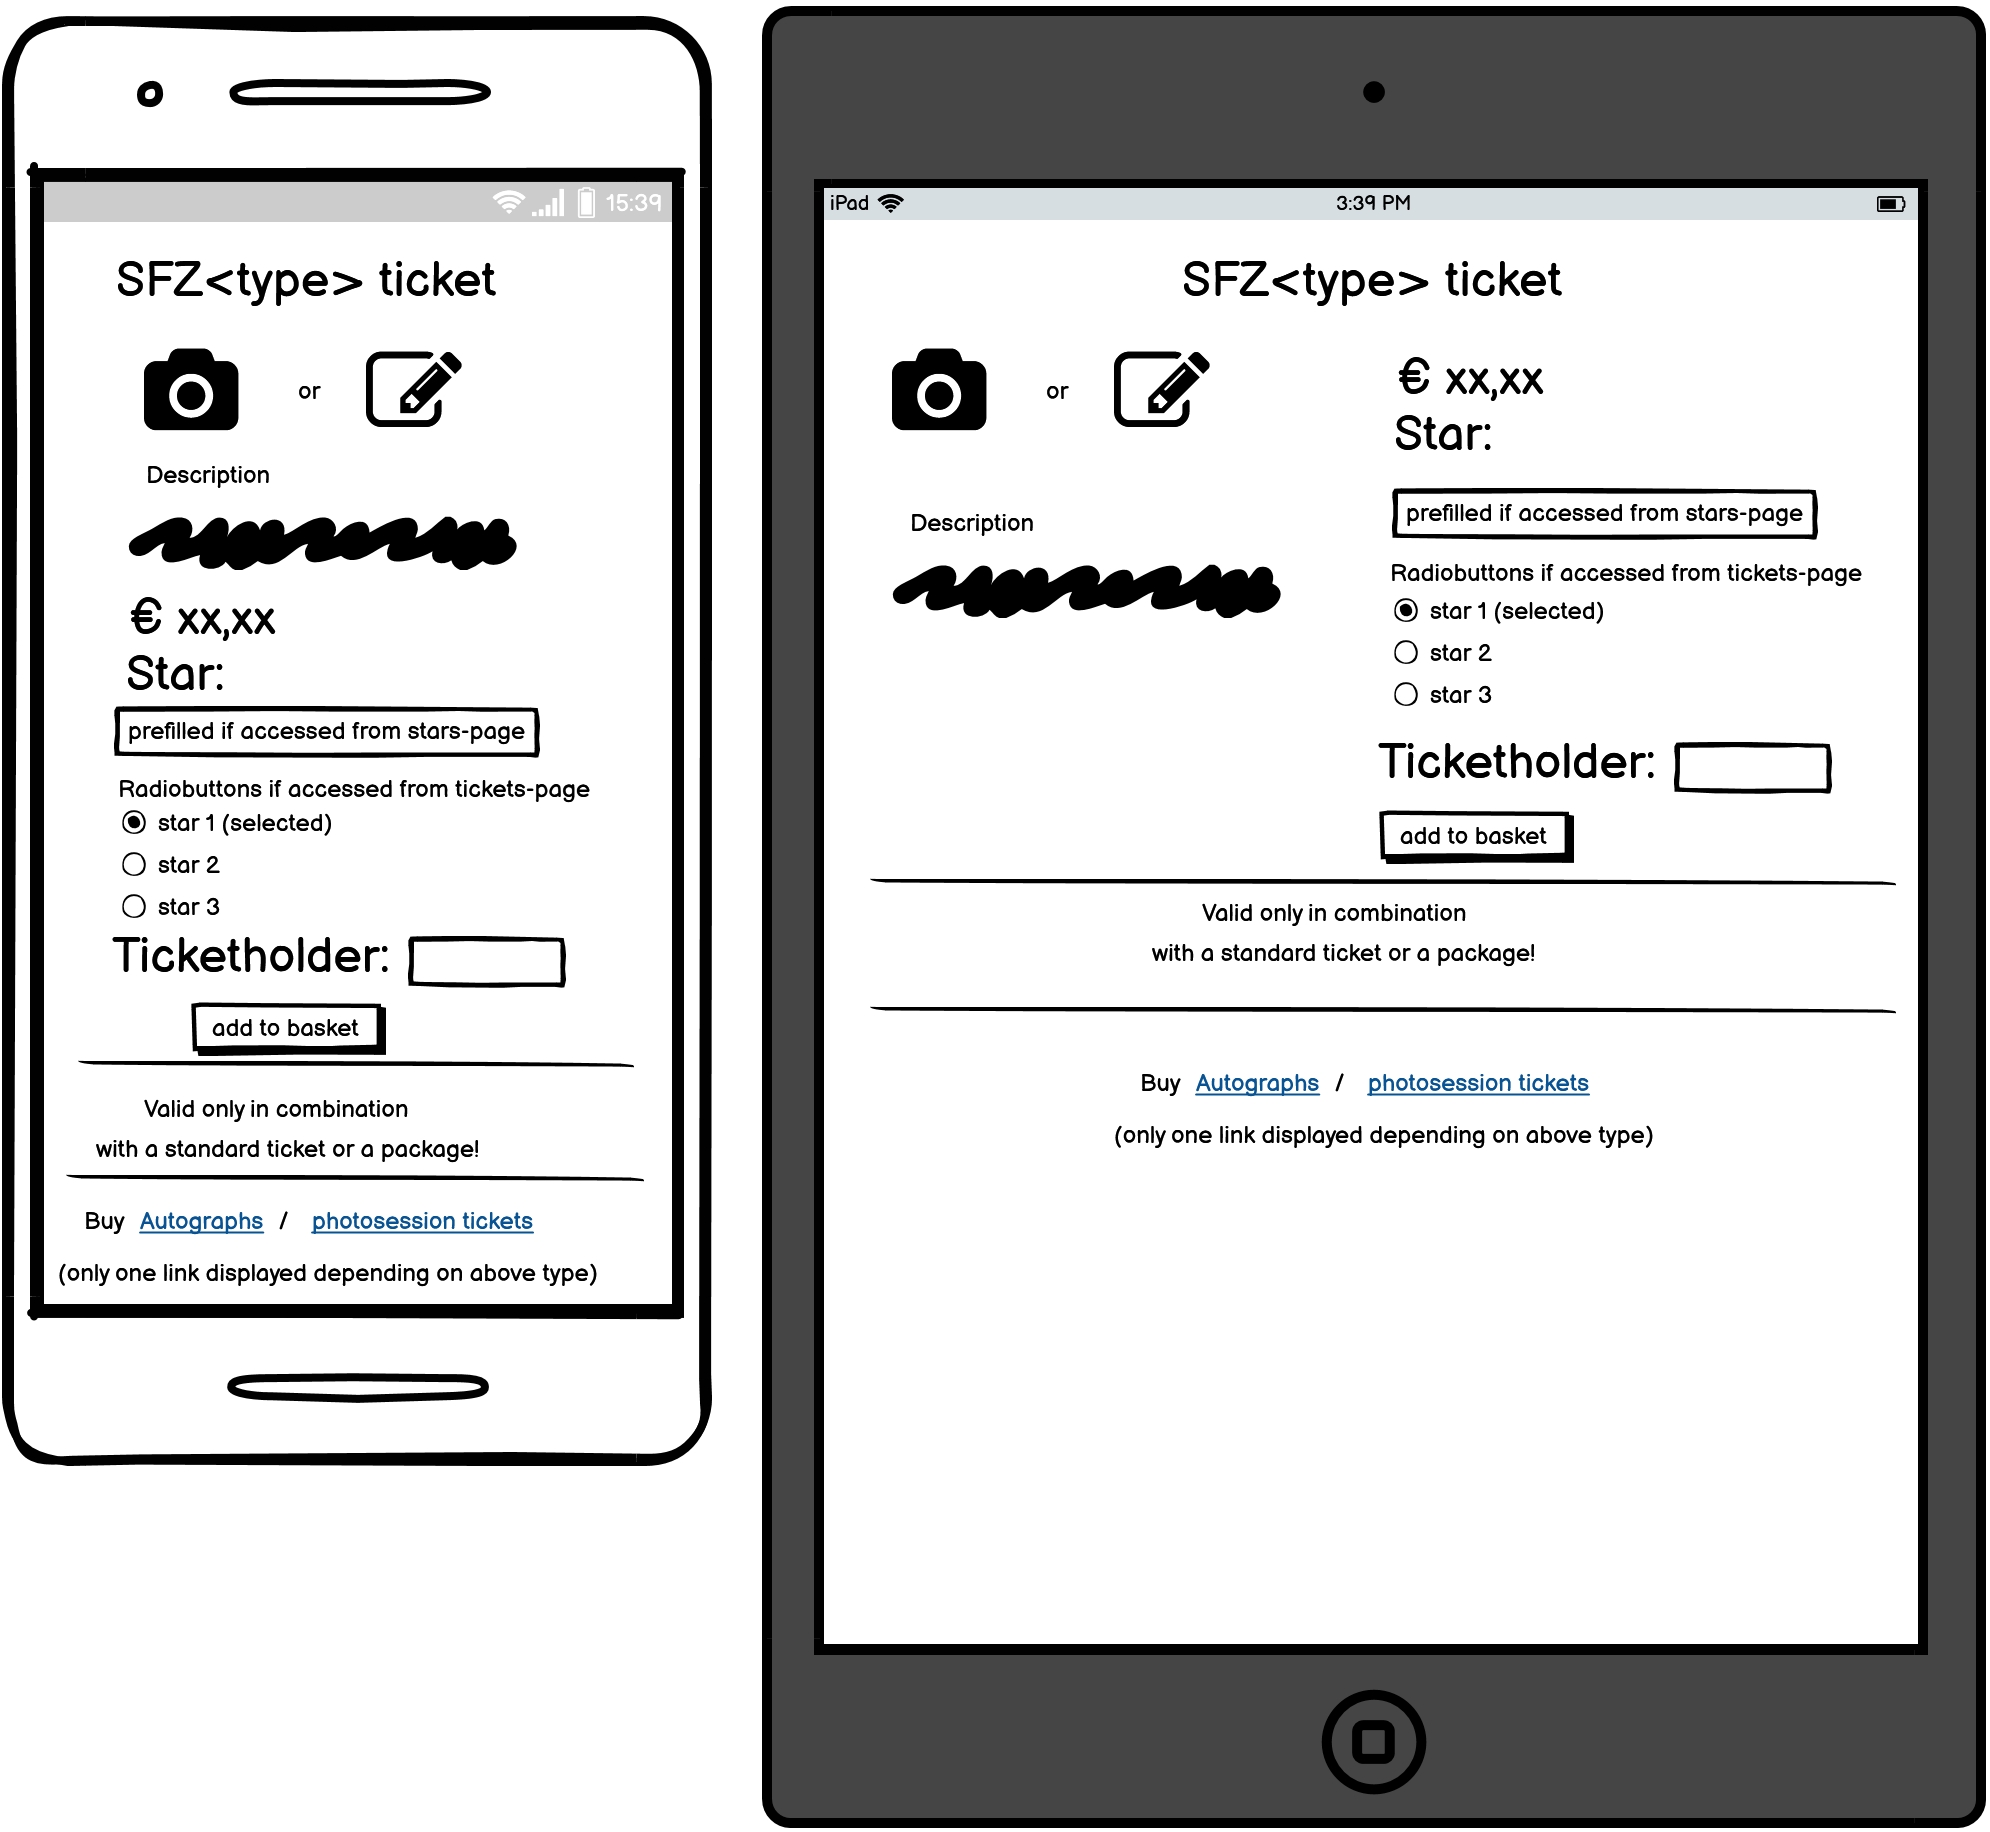 15:39
SFZ<type> ticket
or
Description
€ xx,xx
Star:
prefilled if accessed from stars-page
Radiobuttons if accessed from tickets-page
star 1 (selected)
star 2
star 3
Ticketholder:
add to basket
Valid only in combination
with a standard ticket or a package!
Buy Autographs / photosession tickets
(only one link displayed depending on above type)
iPad 3:39 PM
SFZ<type> ticket
or
Description
€ xx,xx
Star:
prefilled if accessed from stars-page
Radiobuttons if accessed from tickets-page
star 1 (selected)
star 2
star 3
Ticketholder:
add to basket
Valid only in combination
with a standard ticket or a package!
Buy Autographs / photosession tickets
(only one link displayed depending on above type)